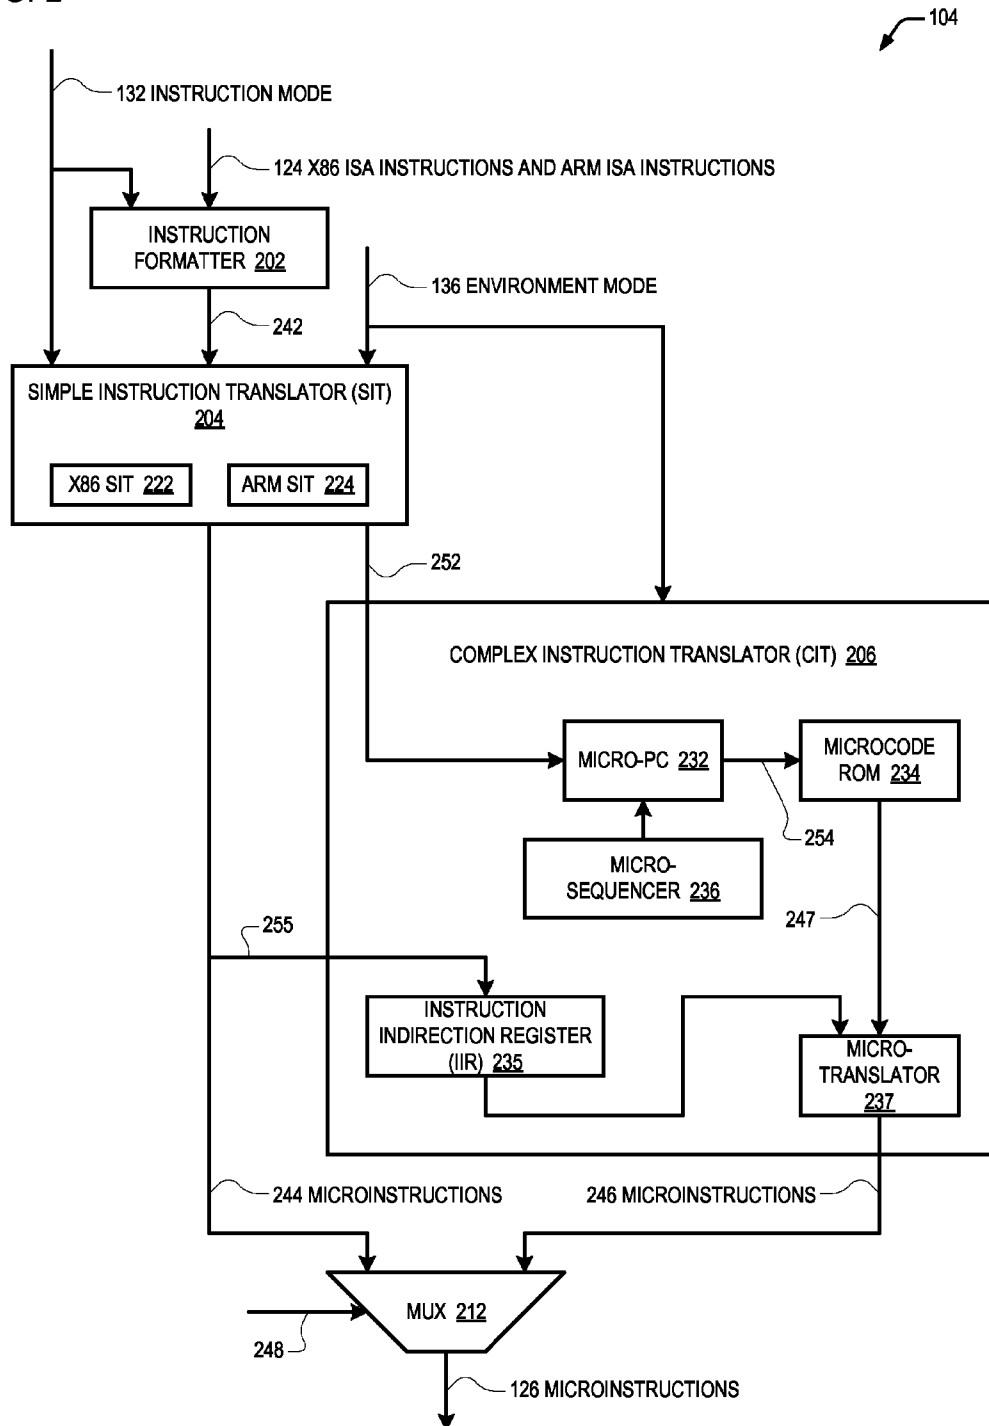 104
132 INSTRUCTION MODE
124 X86 ISA INSTRUCTIONS AND ARM ISA INSTRUCTIONS
INSTRUCTION
FORMATTER 202
136 ENVIRONMENT MODE
242
SIMPLE INSTRUCTION TRANSLATOR (SIT)
204
X86 SIT 222
ARM SIT 224
252
COMPLEX INSTRUCTION TRANSLATOR (CIT) 206
MICRO-PC 232
MICROCODE
ROM 234
254
MICRO-
SEQUENCER 236
247
255
INSTRUCTION
INDIRECTION REGISTER
(IIR) 235
MICRO-
TRANSLATOR
237
244 MICROINSTRUCTIONS
246 MICROINSTRUCTIONS
MUX 212
248
126 MICROINSTRUCTIONS